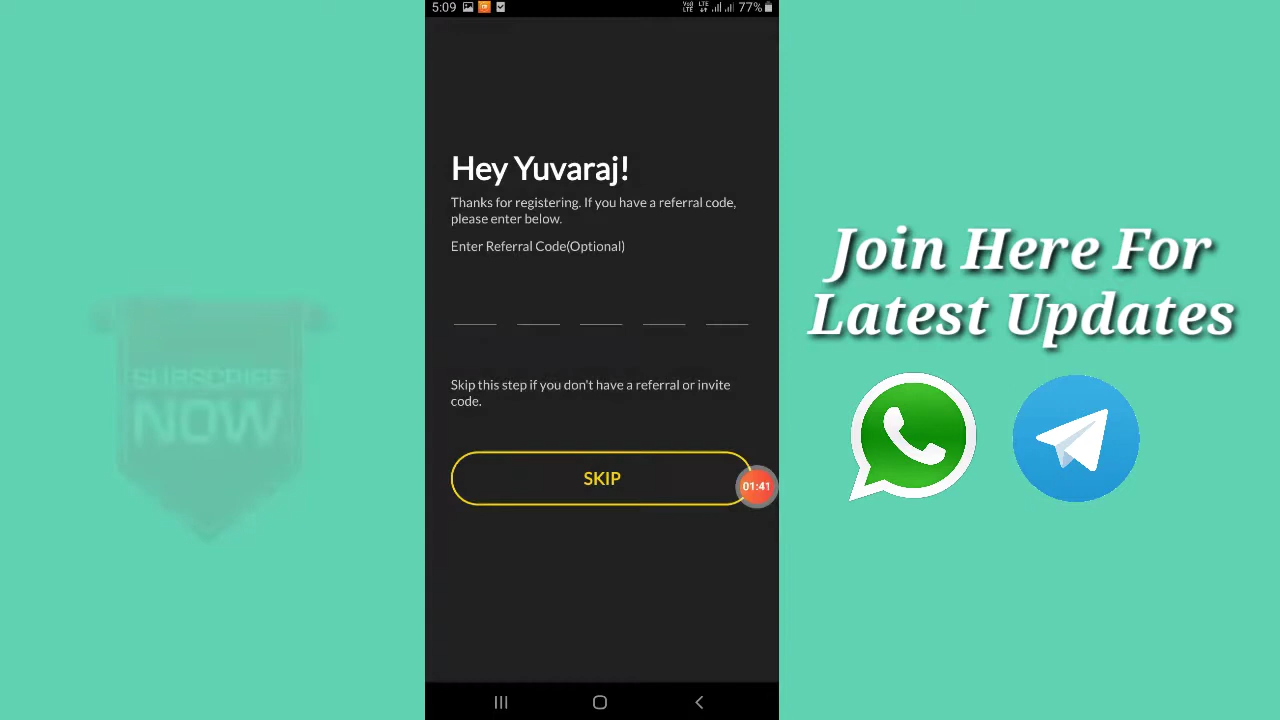 5:09
77%
Hey Yuvaraj!
Thanks for registering. If you have a referral code,
please enter below.
Enter Referral Code(Optional)
Skip this step if you don't have a referral or invite
code.
SKIP
01:41
SUBSCRIBE
NOW
Join Here For
Latest Updates